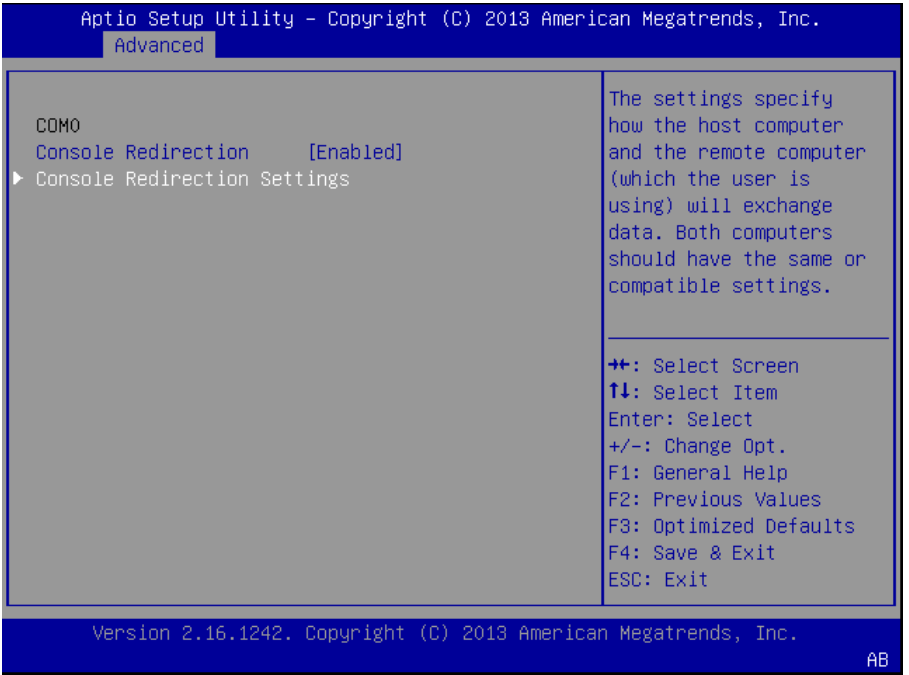 Aptio Setup Utility – Copyright (C) 2013 American Megatrends, Inc.
Advanced
COM0
Console Redirection [Enabled]
► Console Redirection Settings
The settings specify
how the host computer
and the remote computer
(which the user is
using) will exchange
data. Both computers
should have the same or
compatible settings.
→←: Select Screen
↑↓: Select Item
Enter: Select
+/-: Change Opt.
F1: General Help
F2: Previous Values
F3: Optimized Defaults
F4: Save & Exit
ESC: Exit
Version 2.16.1242. Copyright (C) 2013 American Megatrends, Inc.
AB